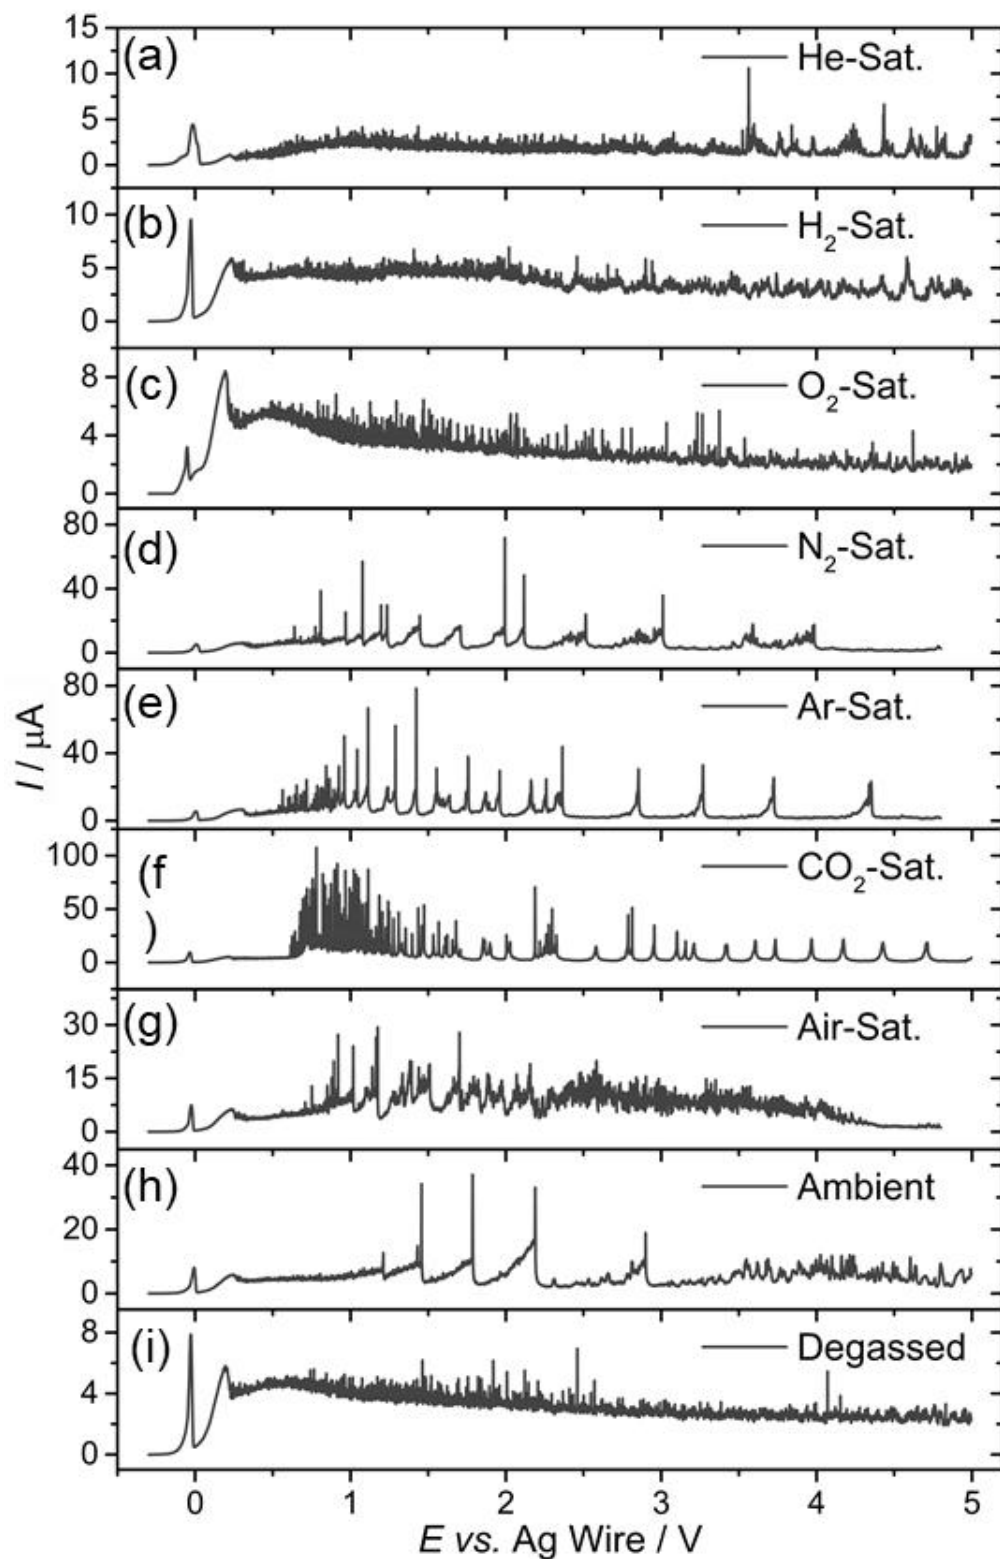 15
(a)
He-Sat.
10
5
0
(b)
H₂-Sat.
10
5
0
(c)
O₂-Sat.
8
4
0
(d)
N₂-Sat.
80
40
0
(e)
Ar-Sat.
80
40
0
I / μA
(f
)
CO₂-Sat.
100
50
0
(g)
Air-Sat.
30
15
0
(h)
Ambient
40
20
0
(i)
Degassed
8
4
0
0 1 2 3 4 5
E vs. Ag Wire / V